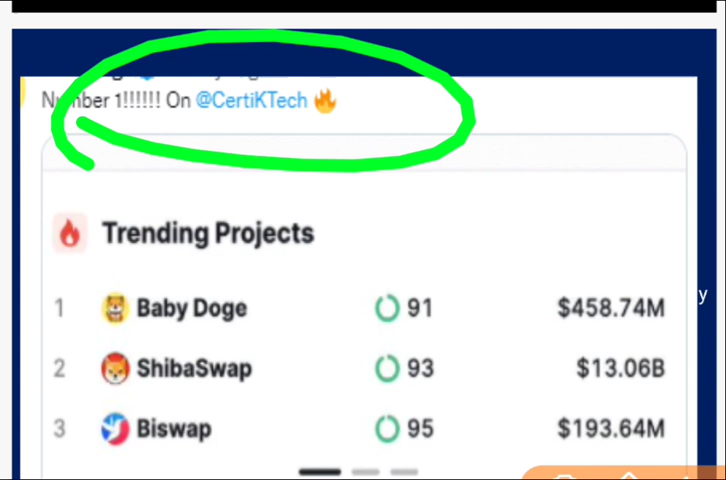 Number 1!!!!!! On @CertiKTech 🔥
Trending Projects
1 Baby Doge 91 $458.74M
2 ShibaSwap 93 $13.06B
3 Biswap 95 $193.64M
y